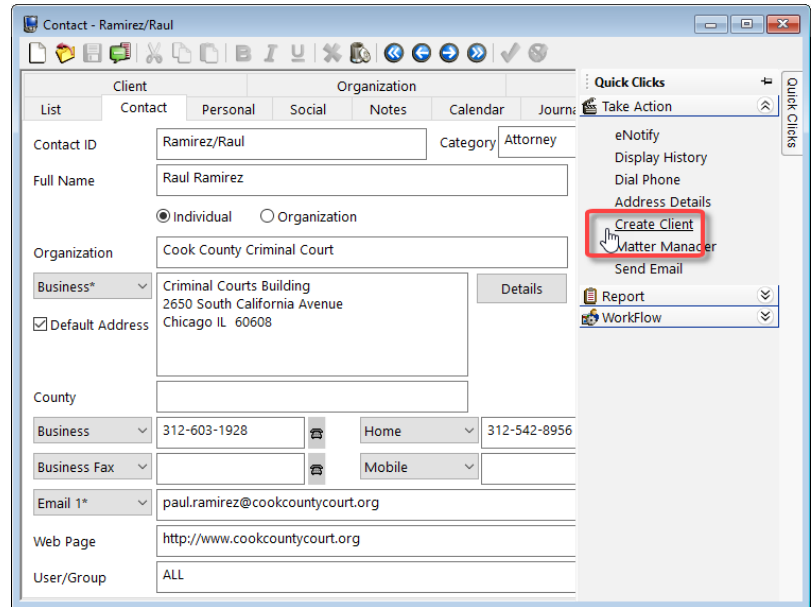 Contact - Ramirez/Raul
B I U
Client Organization
List Contact Personal Social Notes Calendar Journa
Contact ID Ramirez/Raul Category Attorney
Full Name Raul Ramirez
Individual Organization
Organization Cook County Criminal Court
Business* Criminal Courts Building Details
2650 South California Avenue
Default Address Chicago IL 60608
County
Business 312-603-1928 Home 312-542-8956
Business Fax Mobile
Email 1* paul.ramirez@cookcountycourt.org
Web Page http://www.cookcountycourt.org
User/Group ALL
Quick Clicks
Take Action
eNotify
Display History
Dial Phone
Address Details
Create Client
Matter Manager
Send Email
Report
WorkFlow
Quick Clicks